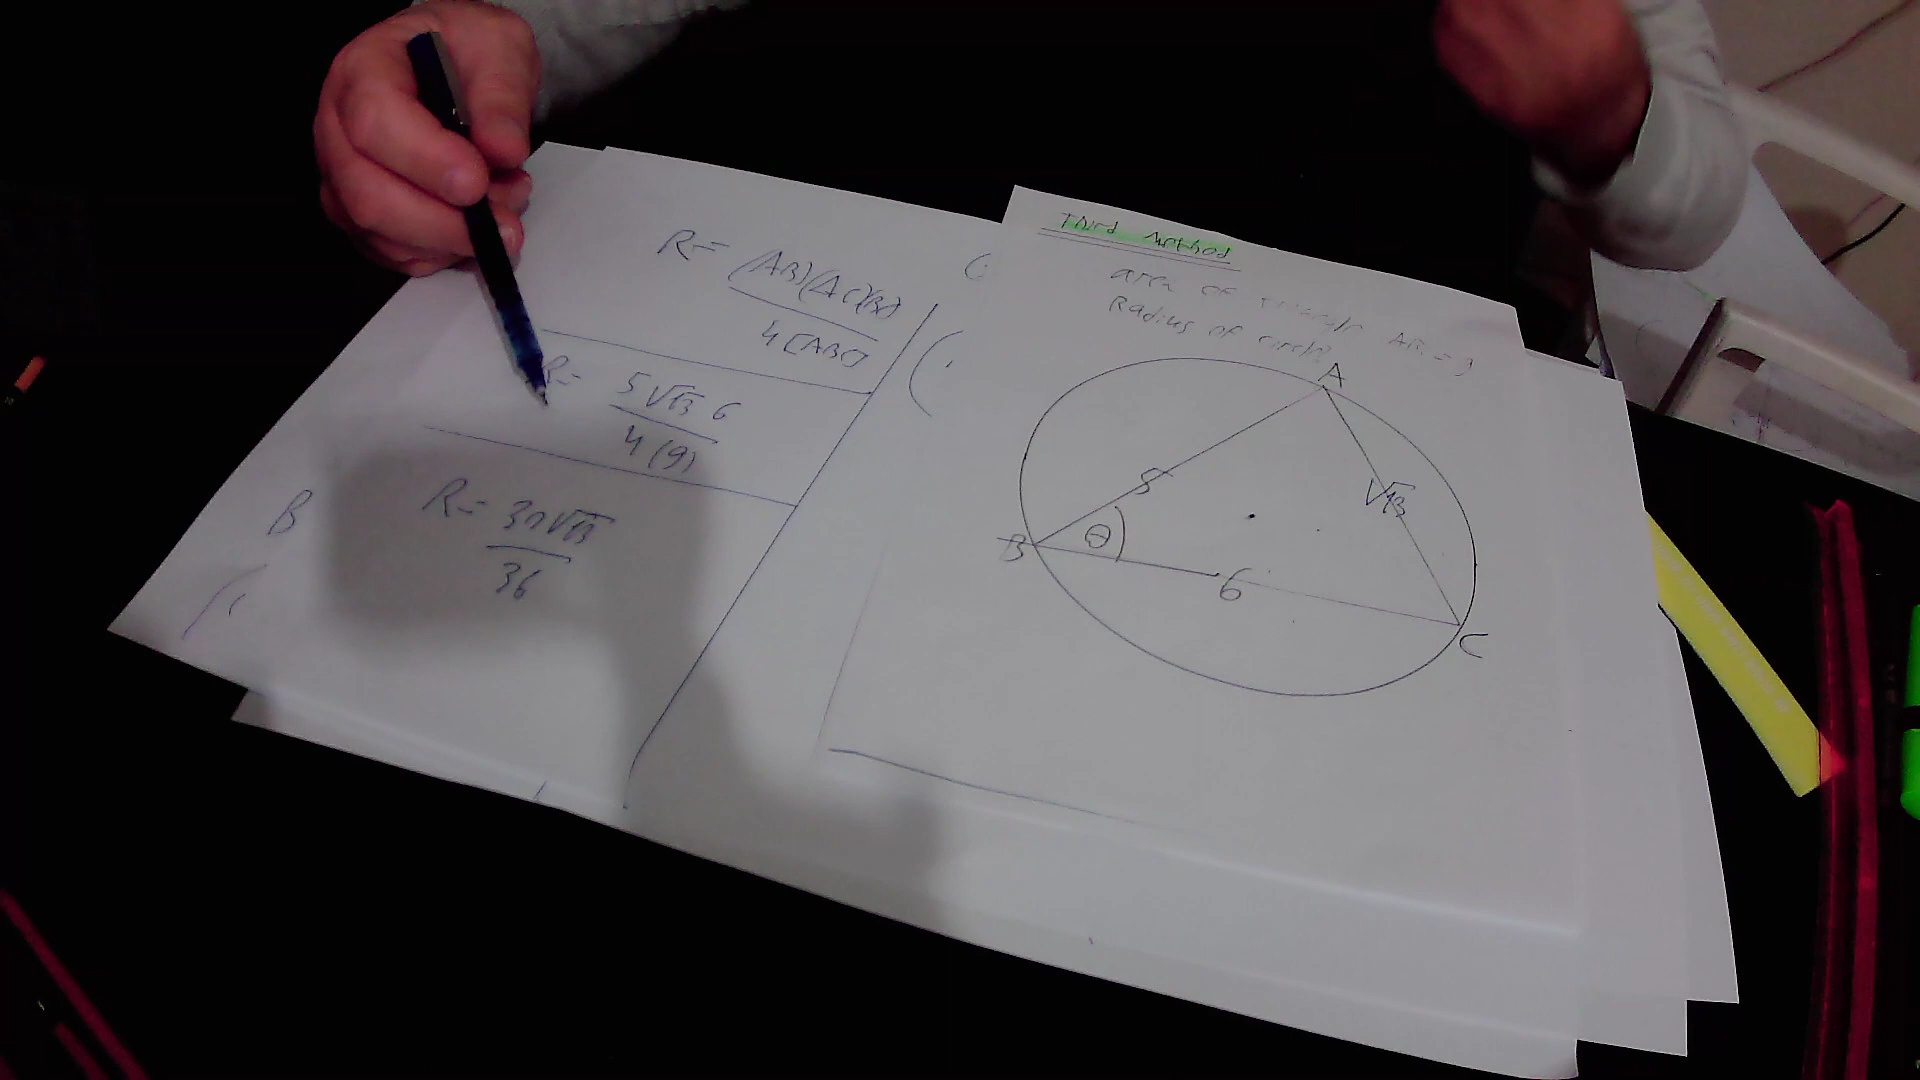 R= (AB)(AC)(BC)
4[ABC]
R= 5√13 6
4(9)
R= 30√13
36
B
Third Method
area of triangle ABC = 9
Radius of circle
A
5
√13
B
θ
6
C